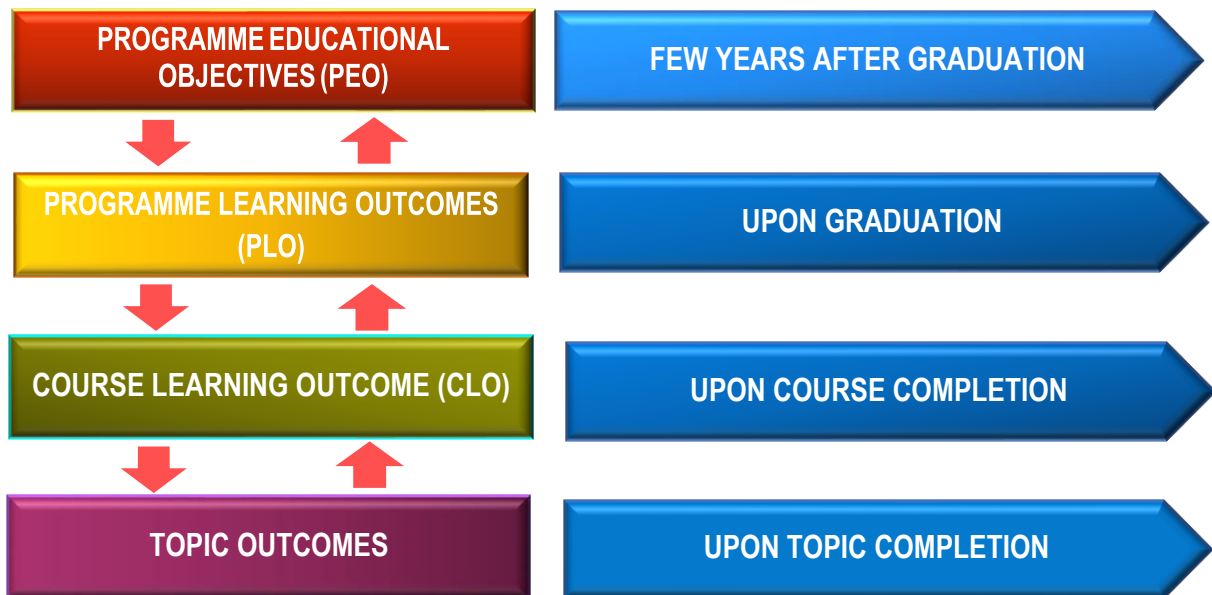 PROGRAMME EDUCATIONAL
OBJECTIVES (PEO)
FEW YEARS AFTER GRADUATION
PROGRAMME LEARNING OUTCOMES
(PLO)
UPON GRADUATION
COURSE LEARNING OUTCOME (CLO)
UPON COURSE COMPLETION
TOPIC OUTCOMES
UPON TOPIC COMPLETION